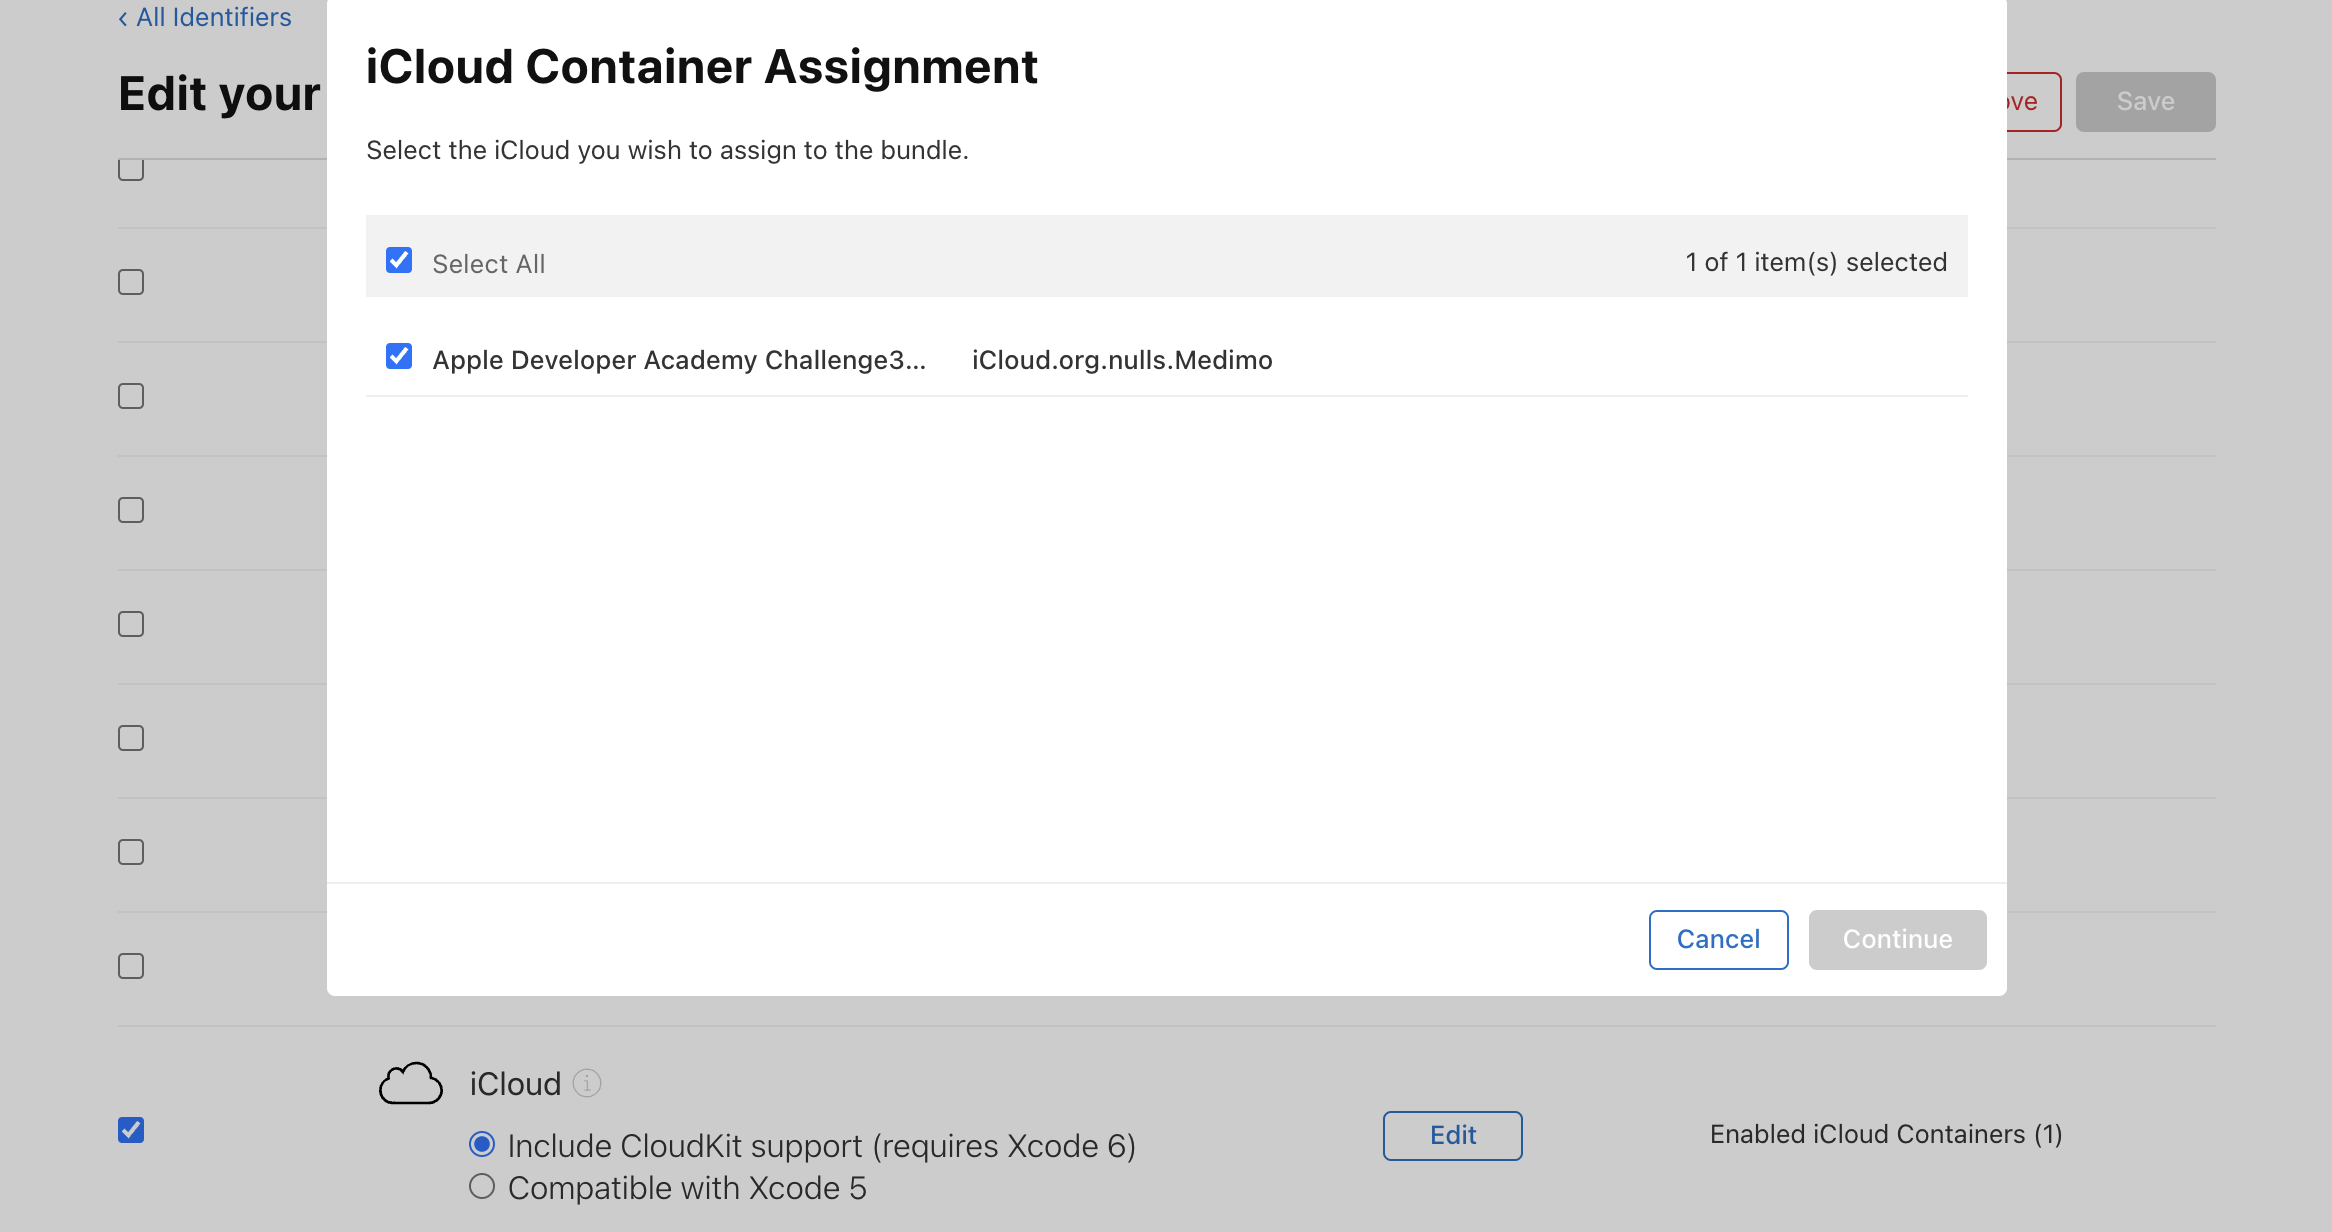 ‹ All Identifiers
Edit your
Save
iCloud Container Assignment
Select the iCloud you wish to assign to the bundle.
Select All
1 of 1 item(s) selected
Apple Developer Academy Challenge3...
iCloud.org.nulls.Medimo
Cancel
Continue
iCloud
Include CloudKit support (requires Xcode 6)
Compatible with Xcode 5
Edit
Enabled iCloud Containers (1)